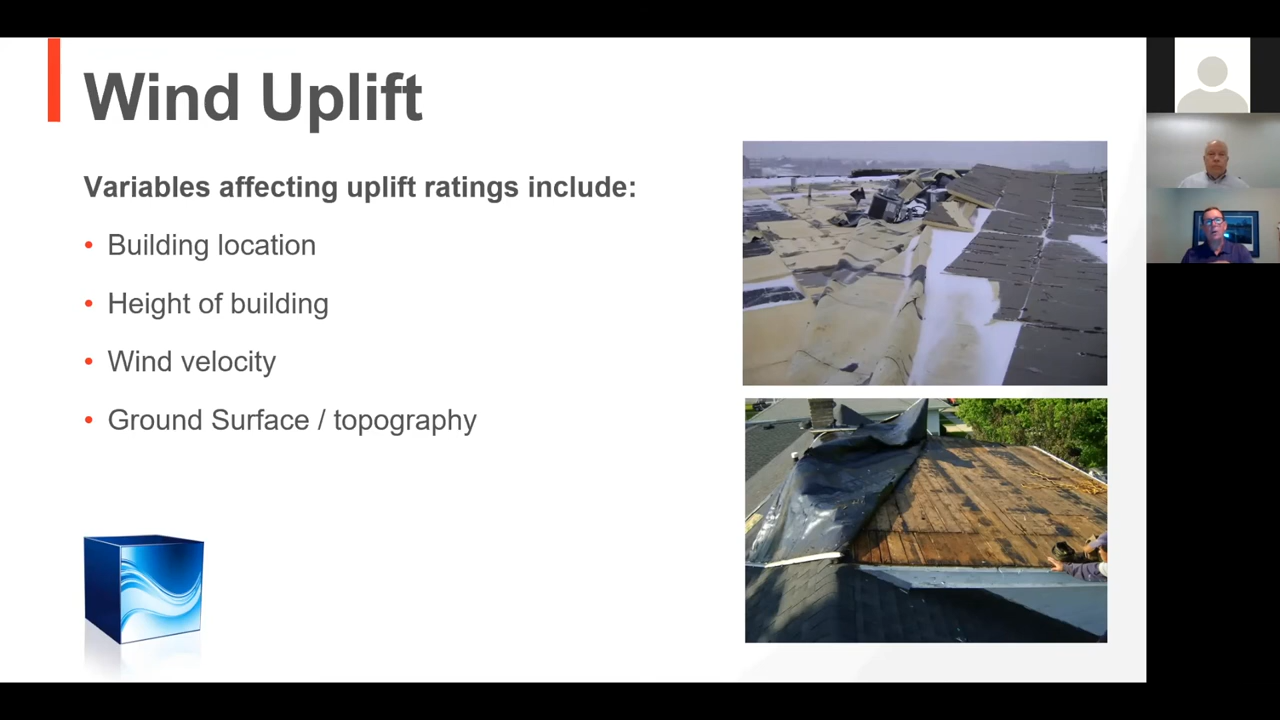 Wind Uplift
Variables affecting uplift ratings include:
• Building location
• Height of building
• Wind velocity
• Ground Surface / topography